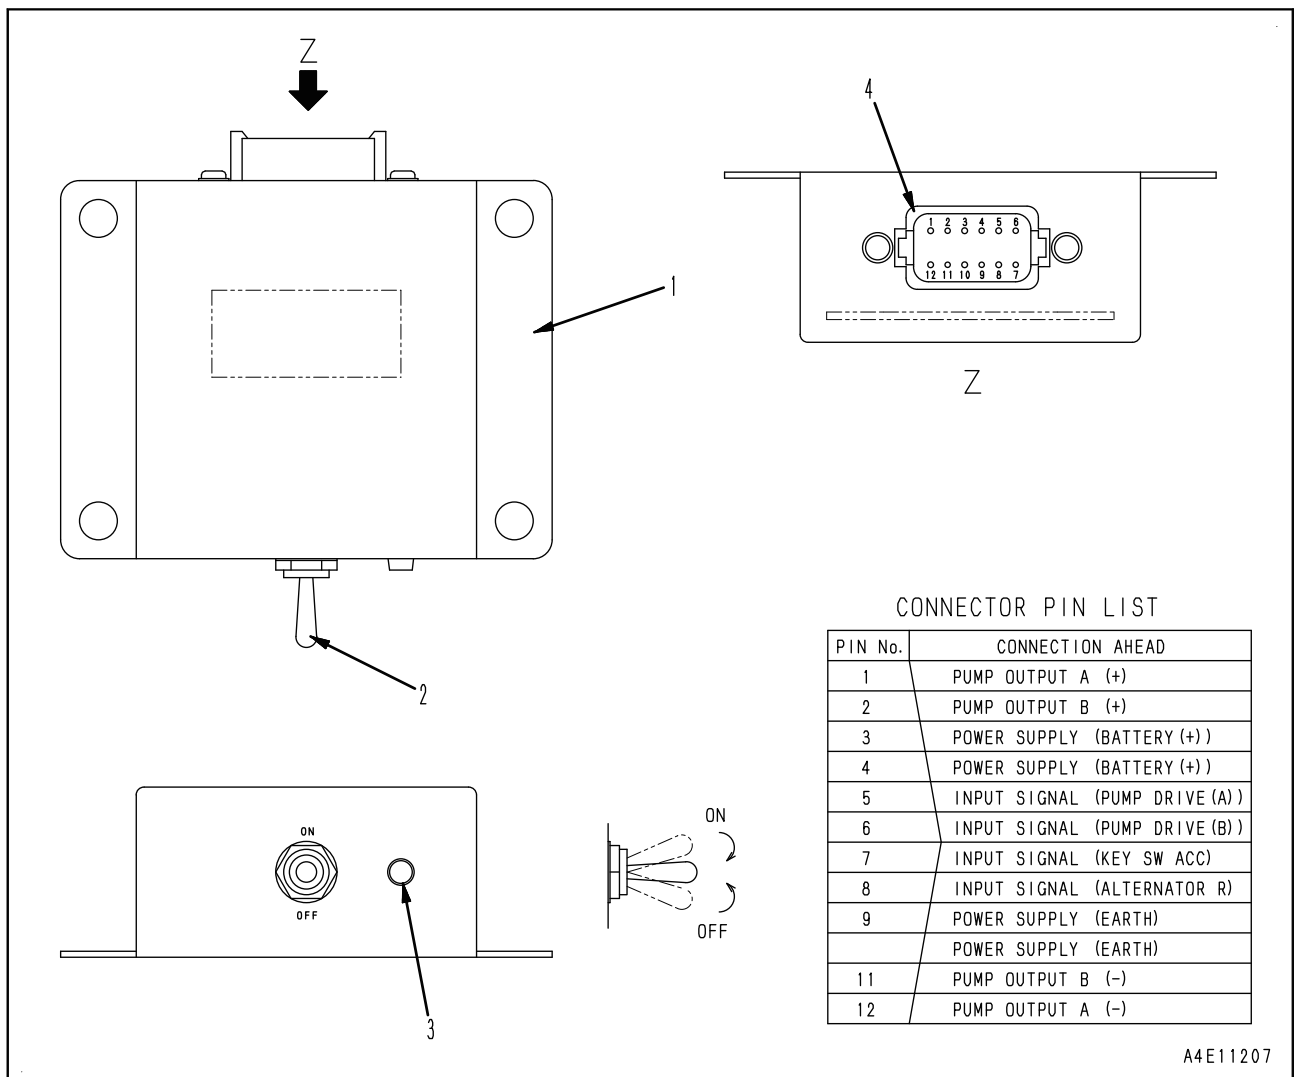 Z
4
1 2 3 4 5 6
12 11 10 9 8 7
1
Z
2
CONNECTOR PIN LIST
PIN No. CONNECTION AHEAD
1 PUMP OUTPUT A (+)
2 PUMP OUTPUT B (+)
3 POWER SUPPLY (BATTERY(+))
4 POWER SUPPLY (BATTERY(+))
5 INPUT SIGNAL (PUMP DRIVE(A))
6 INPUT SIGNAL (PUMP DRIVE(B))
7 INPUT SIGNAL (KEY SW ACC)
8 INPUT SIGNAL (ALTERNATOR R)
9 POWER SUPPLY (EARTH)
POWER SUPPLY (EARTH)
11 PUMP OUTPUT B (-)
12 PUMP OUTPUT A (-)
ON
OFF
ON
OFF
3
A4E11207